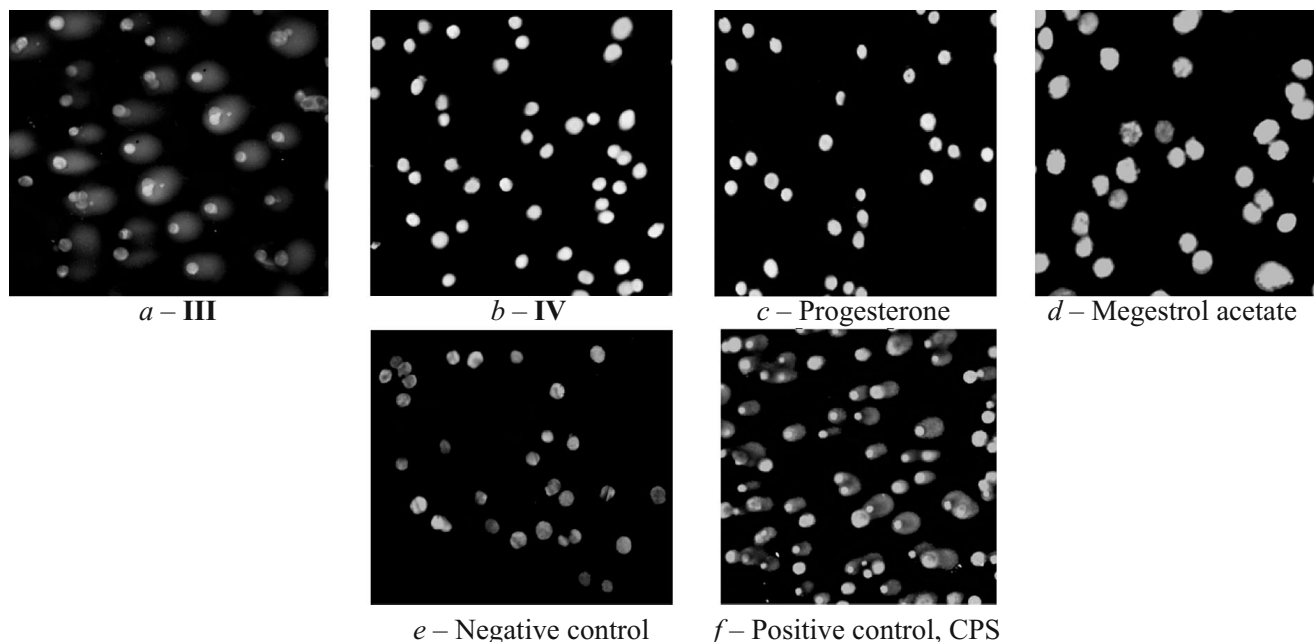 a – III
b – IV
c – Progesterone
d – Megestrol acetate
e – Negative control
f – Positive control, CPS